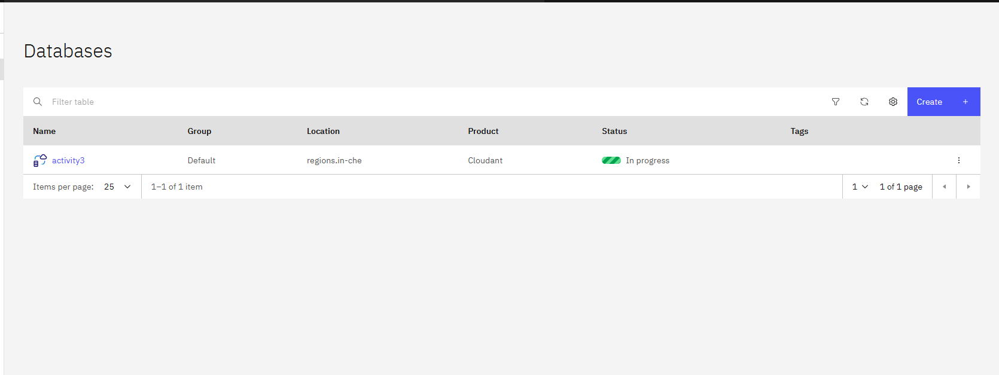 Databases
Filter table
Create +
Name Group Location Product Status Tags
activity3 Default regions.in-che Cloudant In progress
Items per page: 25 1–1 of 1 item 1 1 of 1 page